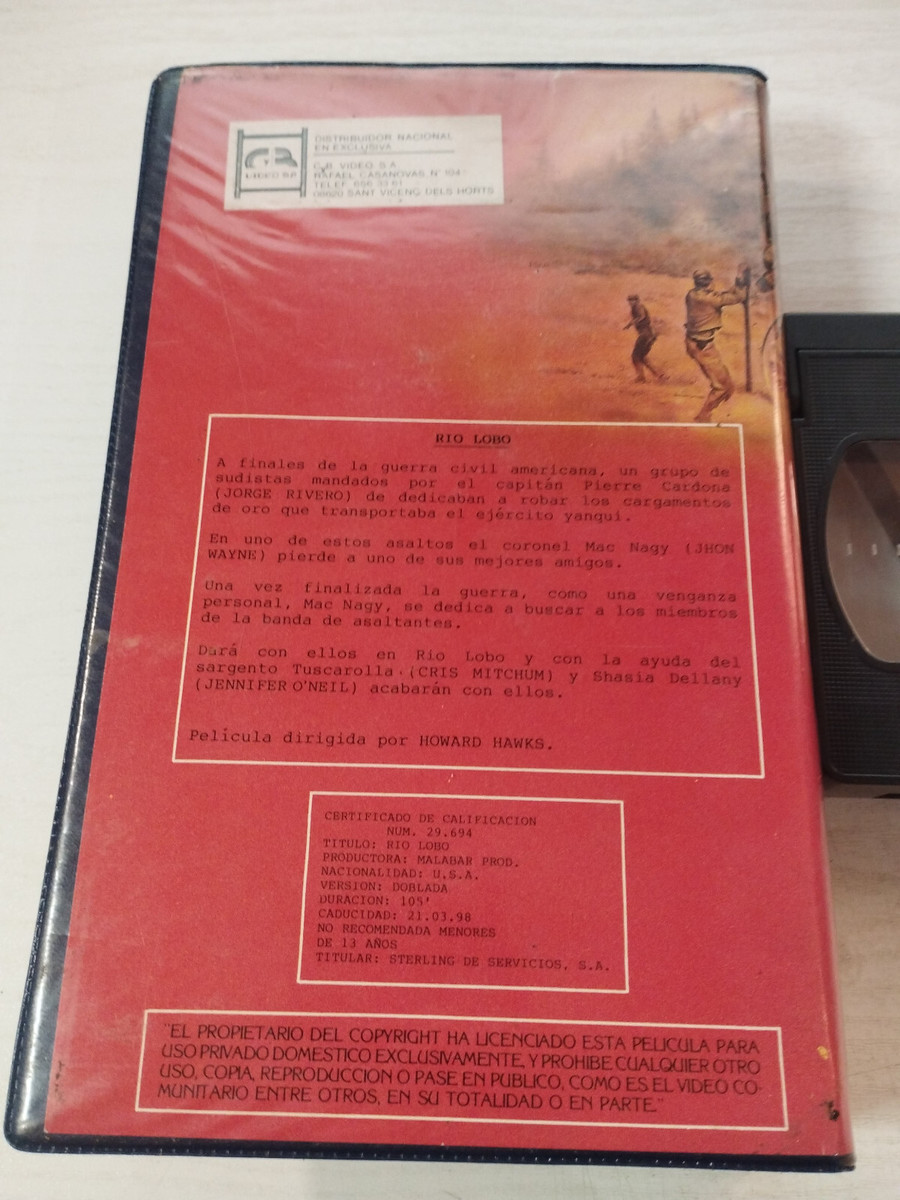 DISTRIBUIDOR NACIONAL
EN EXCLUSIVA
C.B. VIDEO S.A.
RAFAEL CASANOVAS, N° 104
TELEF. 656 33 61
08620 SANT VICENÇ DELS HORTS
RIO LOBO
A finales de la guerra civil americana, un grupo de
sudistas mandados por el capitán Pierre Cardona
(JORGE RIVERO) de dedicaban a robar los cargamentos
de oro que transportaba el ejército yanqui.
En uno de estos asaltos el coronel Mac Nagy (JHON
WAYNE) pierde a uno de sus mejores amigos.
Una vez finalizada la guerra, como una venganza
personal, Mac Nagy, se dedica a buscar a los miembros
de la banda de asaltantes.
Dará con ellos en Rio Lobo y con la ayuda del
sargento Tuscarolla (CRIS MITCHUM) y Shasia Dellany
(JENNIFER O'NEIL) acabarán con ellos.
Película dirigida por HOWARD HAWKS.
CERTIFICADO DE CALIFICACION
NUM. 29.694
TITULO: RIO LOBO
PRODUCTORA: MALABAR PROD.
NACIONALIDAD: U.S.A.
VERSION: DOBLADA
DURACION: 105'
CADUCIDAD: 21.03.98
NO RECOMENDADA MENORES
DE 13 AÑOS
TITULAR: STERLING DE SERVICIOS, S.A.
"EL PROPIETARIO DEL COPYRIGHT HA LICENCIADO ESTA PELICULA PARA
USO PRIVADO DOMESTICO EXCLUSIVAMENTE, Y PROHIBE CUALQUIER OTRO
USO, COPIA, REPRODUCCION O PASE EN PUBLICO, COMO ES EL VIDEO CO-
MUNITARIO ENTRE OTROS, EN SU TOTALIDAD O EN PARTE."